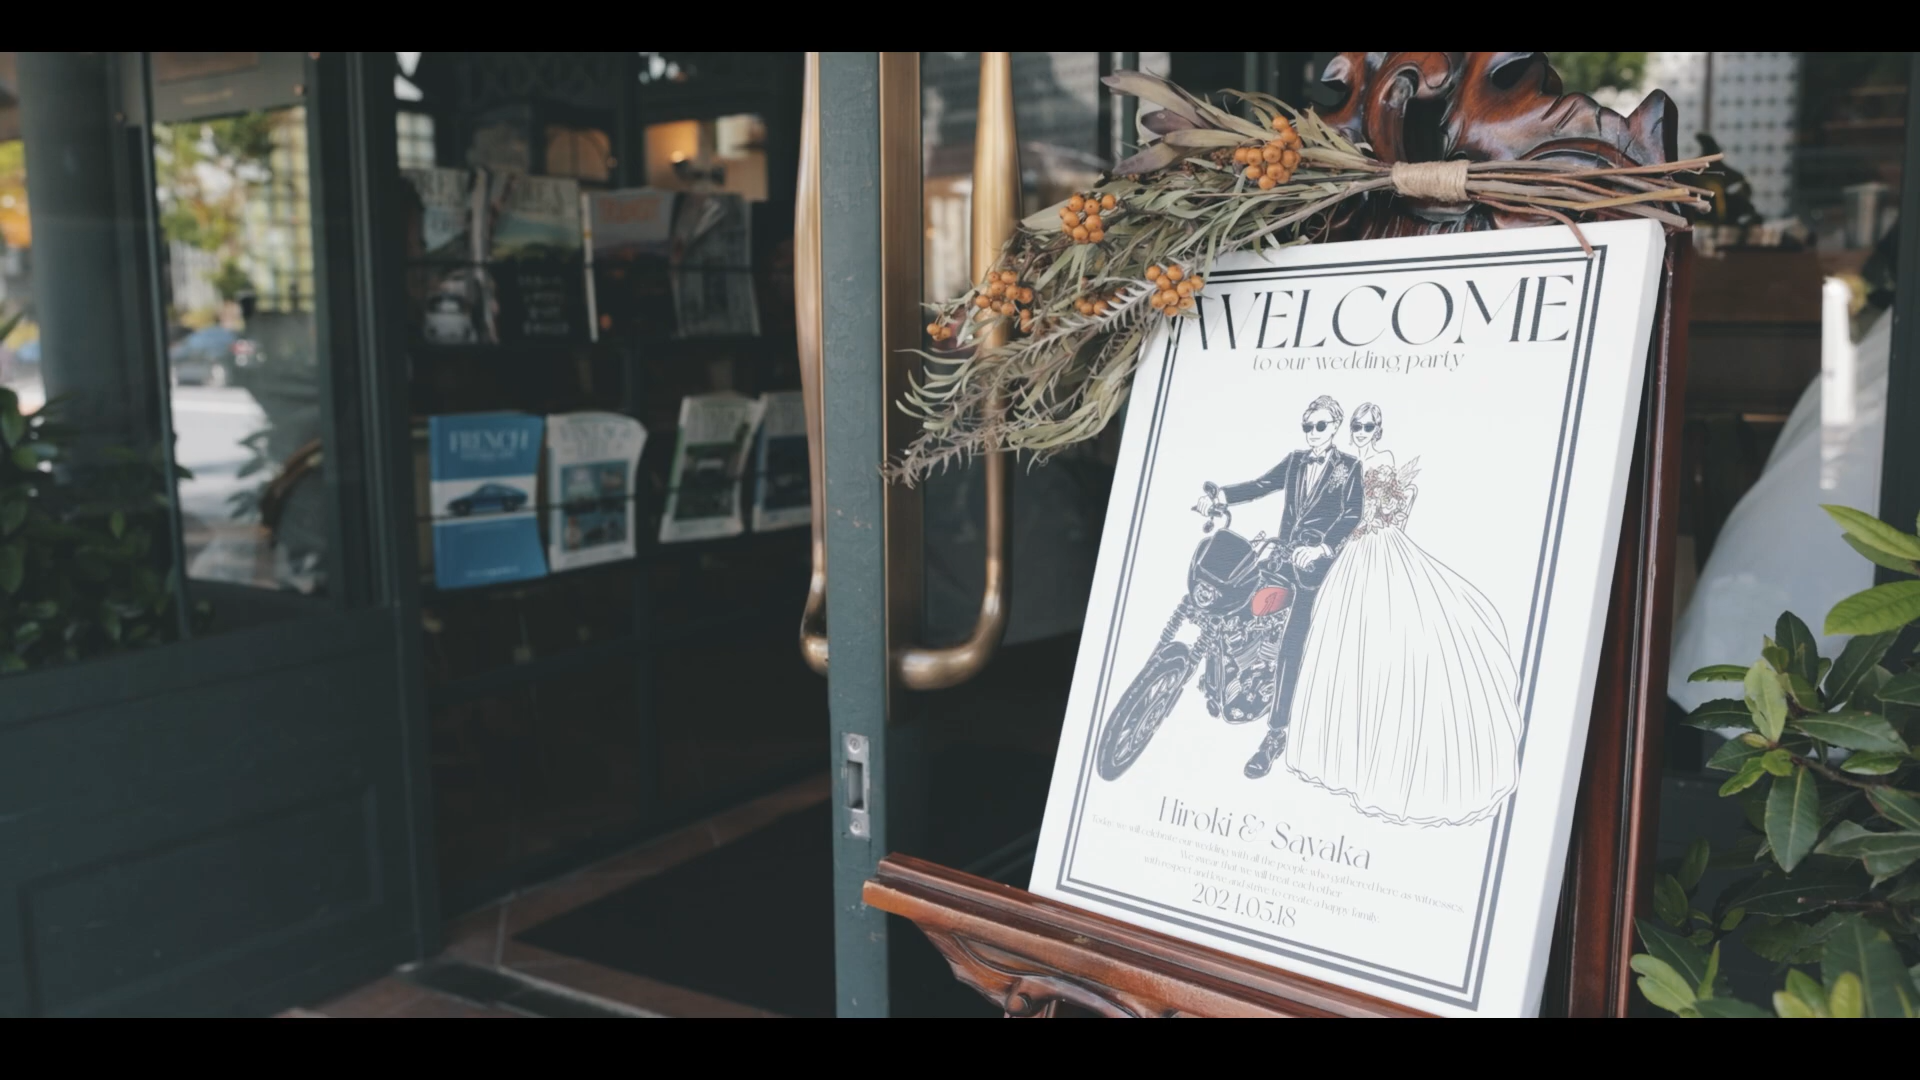 WELCOME
to our wedding party
Hiroki & Sayaka
Today, we will celebrate our wedding with all the people who gathered here as witnesses.
We swear that we will treat each other
with respect and love and strive to create a happy family.
2024.05.18
FRENCH